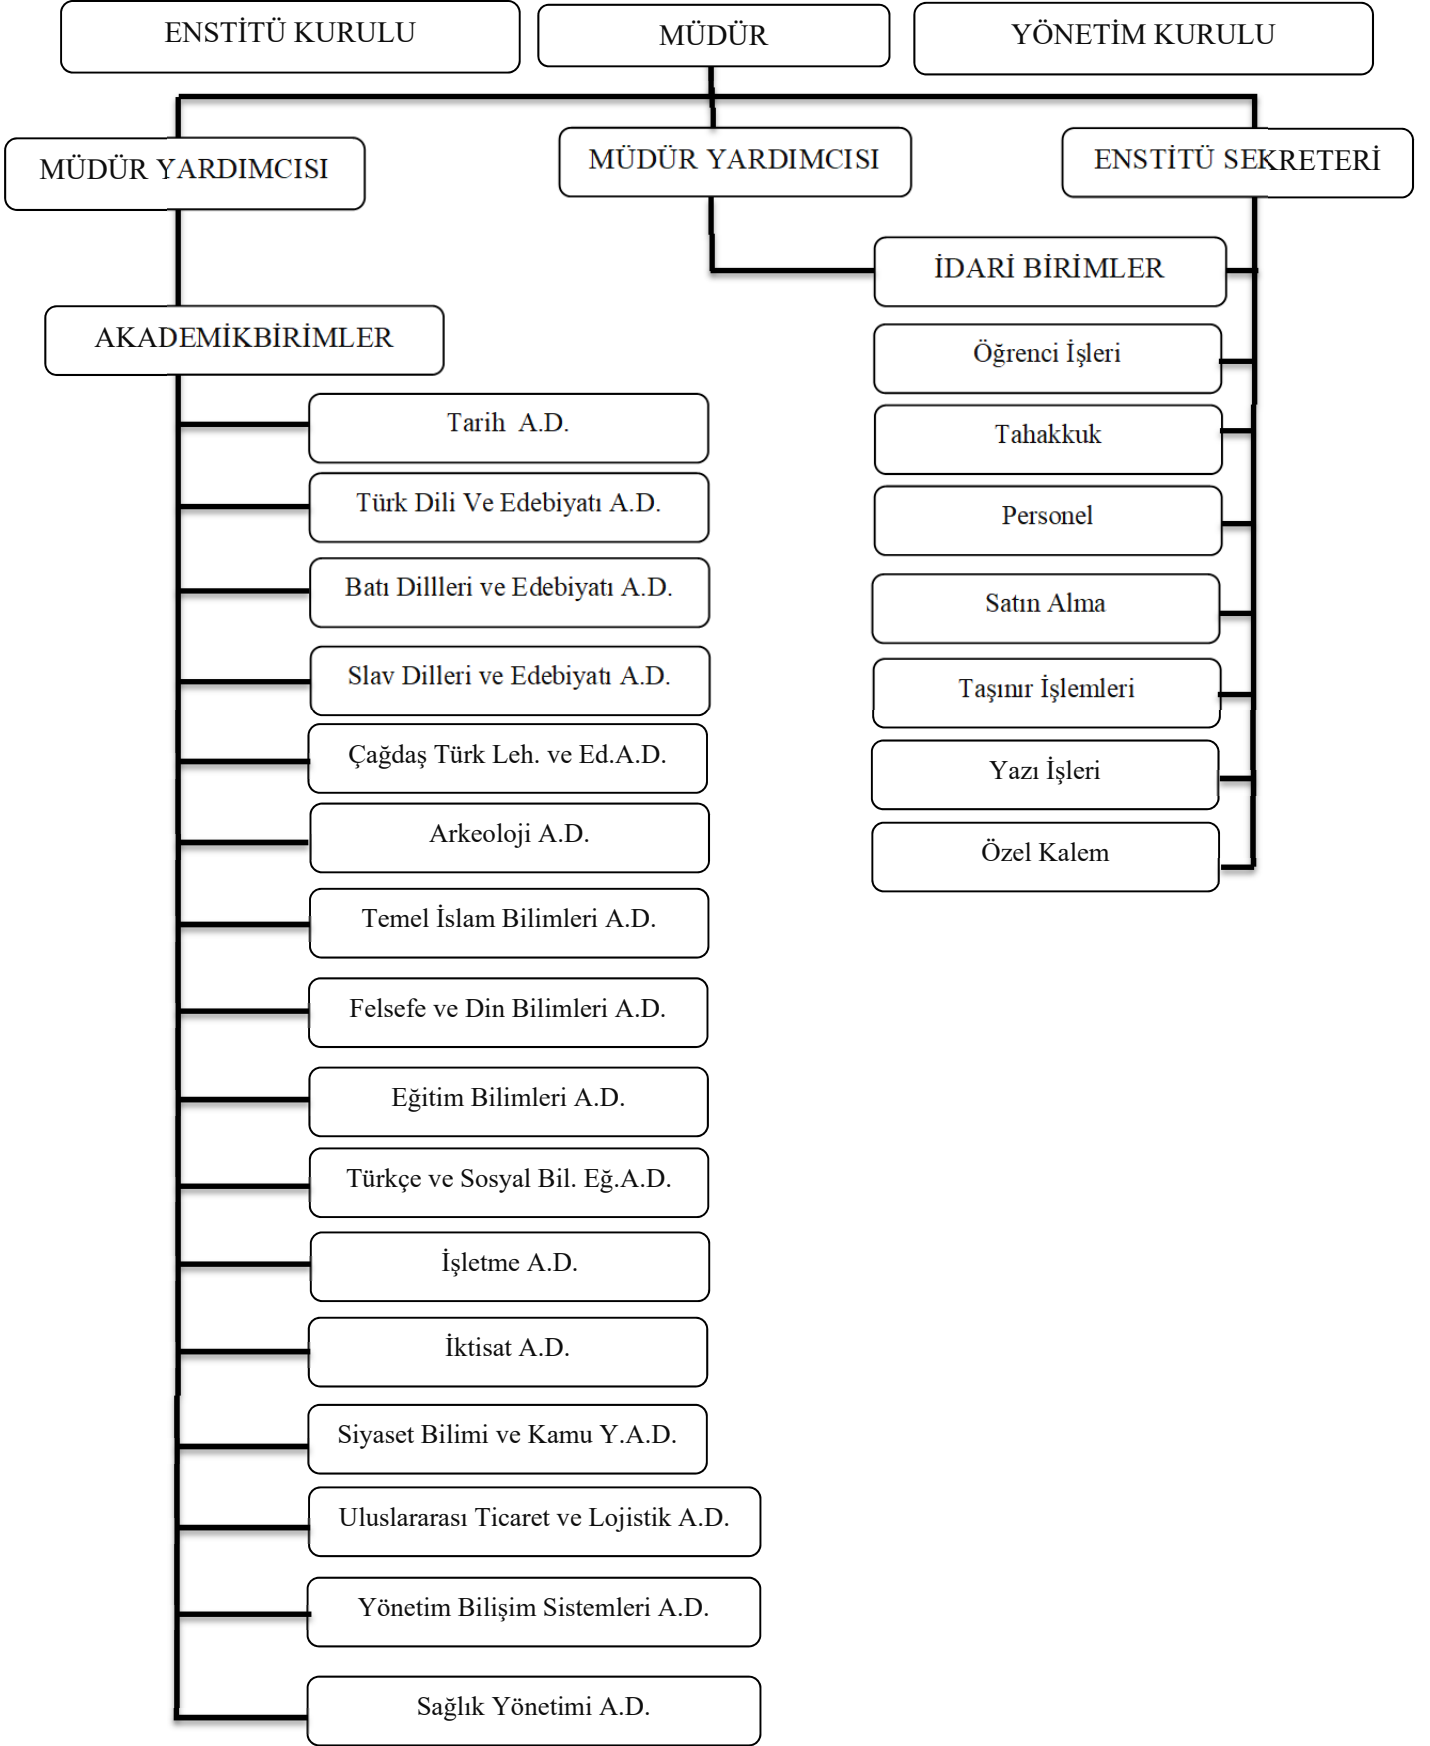 ENSTİTÜ KURULU
MÜDÜR
YÖNETİM KURULU
MÜDÜR YARDIMCISI
MÜDÜR YARDIMCISI
ENSTİTÜ SEKRETERİ
İDARİ BİRİMLER
AKADEMİKBİRİMLER
Öğrenci İşleri
Tahakkuk
Personel
Satın Alma
Taşınır İşlemleri
Yazı İşleri
Özel Kalem
Tarih A.D.
Türk Dili Ve Edebiyatı A.D.
Batı Dillleri ve Edebiyatı A.D.
Slav Dilleri ve Edebiyatı A.D.
Çağdaş Türk Leh. ve Ed.A.D.
Arkeoloji A.D.
Temel İslam Bilimleri A.D.
Felsefe ve Din Bilimleri A.D.
Eğitim Bilimleri A.D.
Türkçe ve Sosyal Bil. Eğ.A.D.
İşletme A.D.
İktisat A.D.
Siyaset Bilimi ve Kamu Y.A.D.
Uluslararası Ticaret ve Lojistik A.D.
Yönetim Bilişim Sistemleri A.D.
Sağlık Yönetimi A.D.